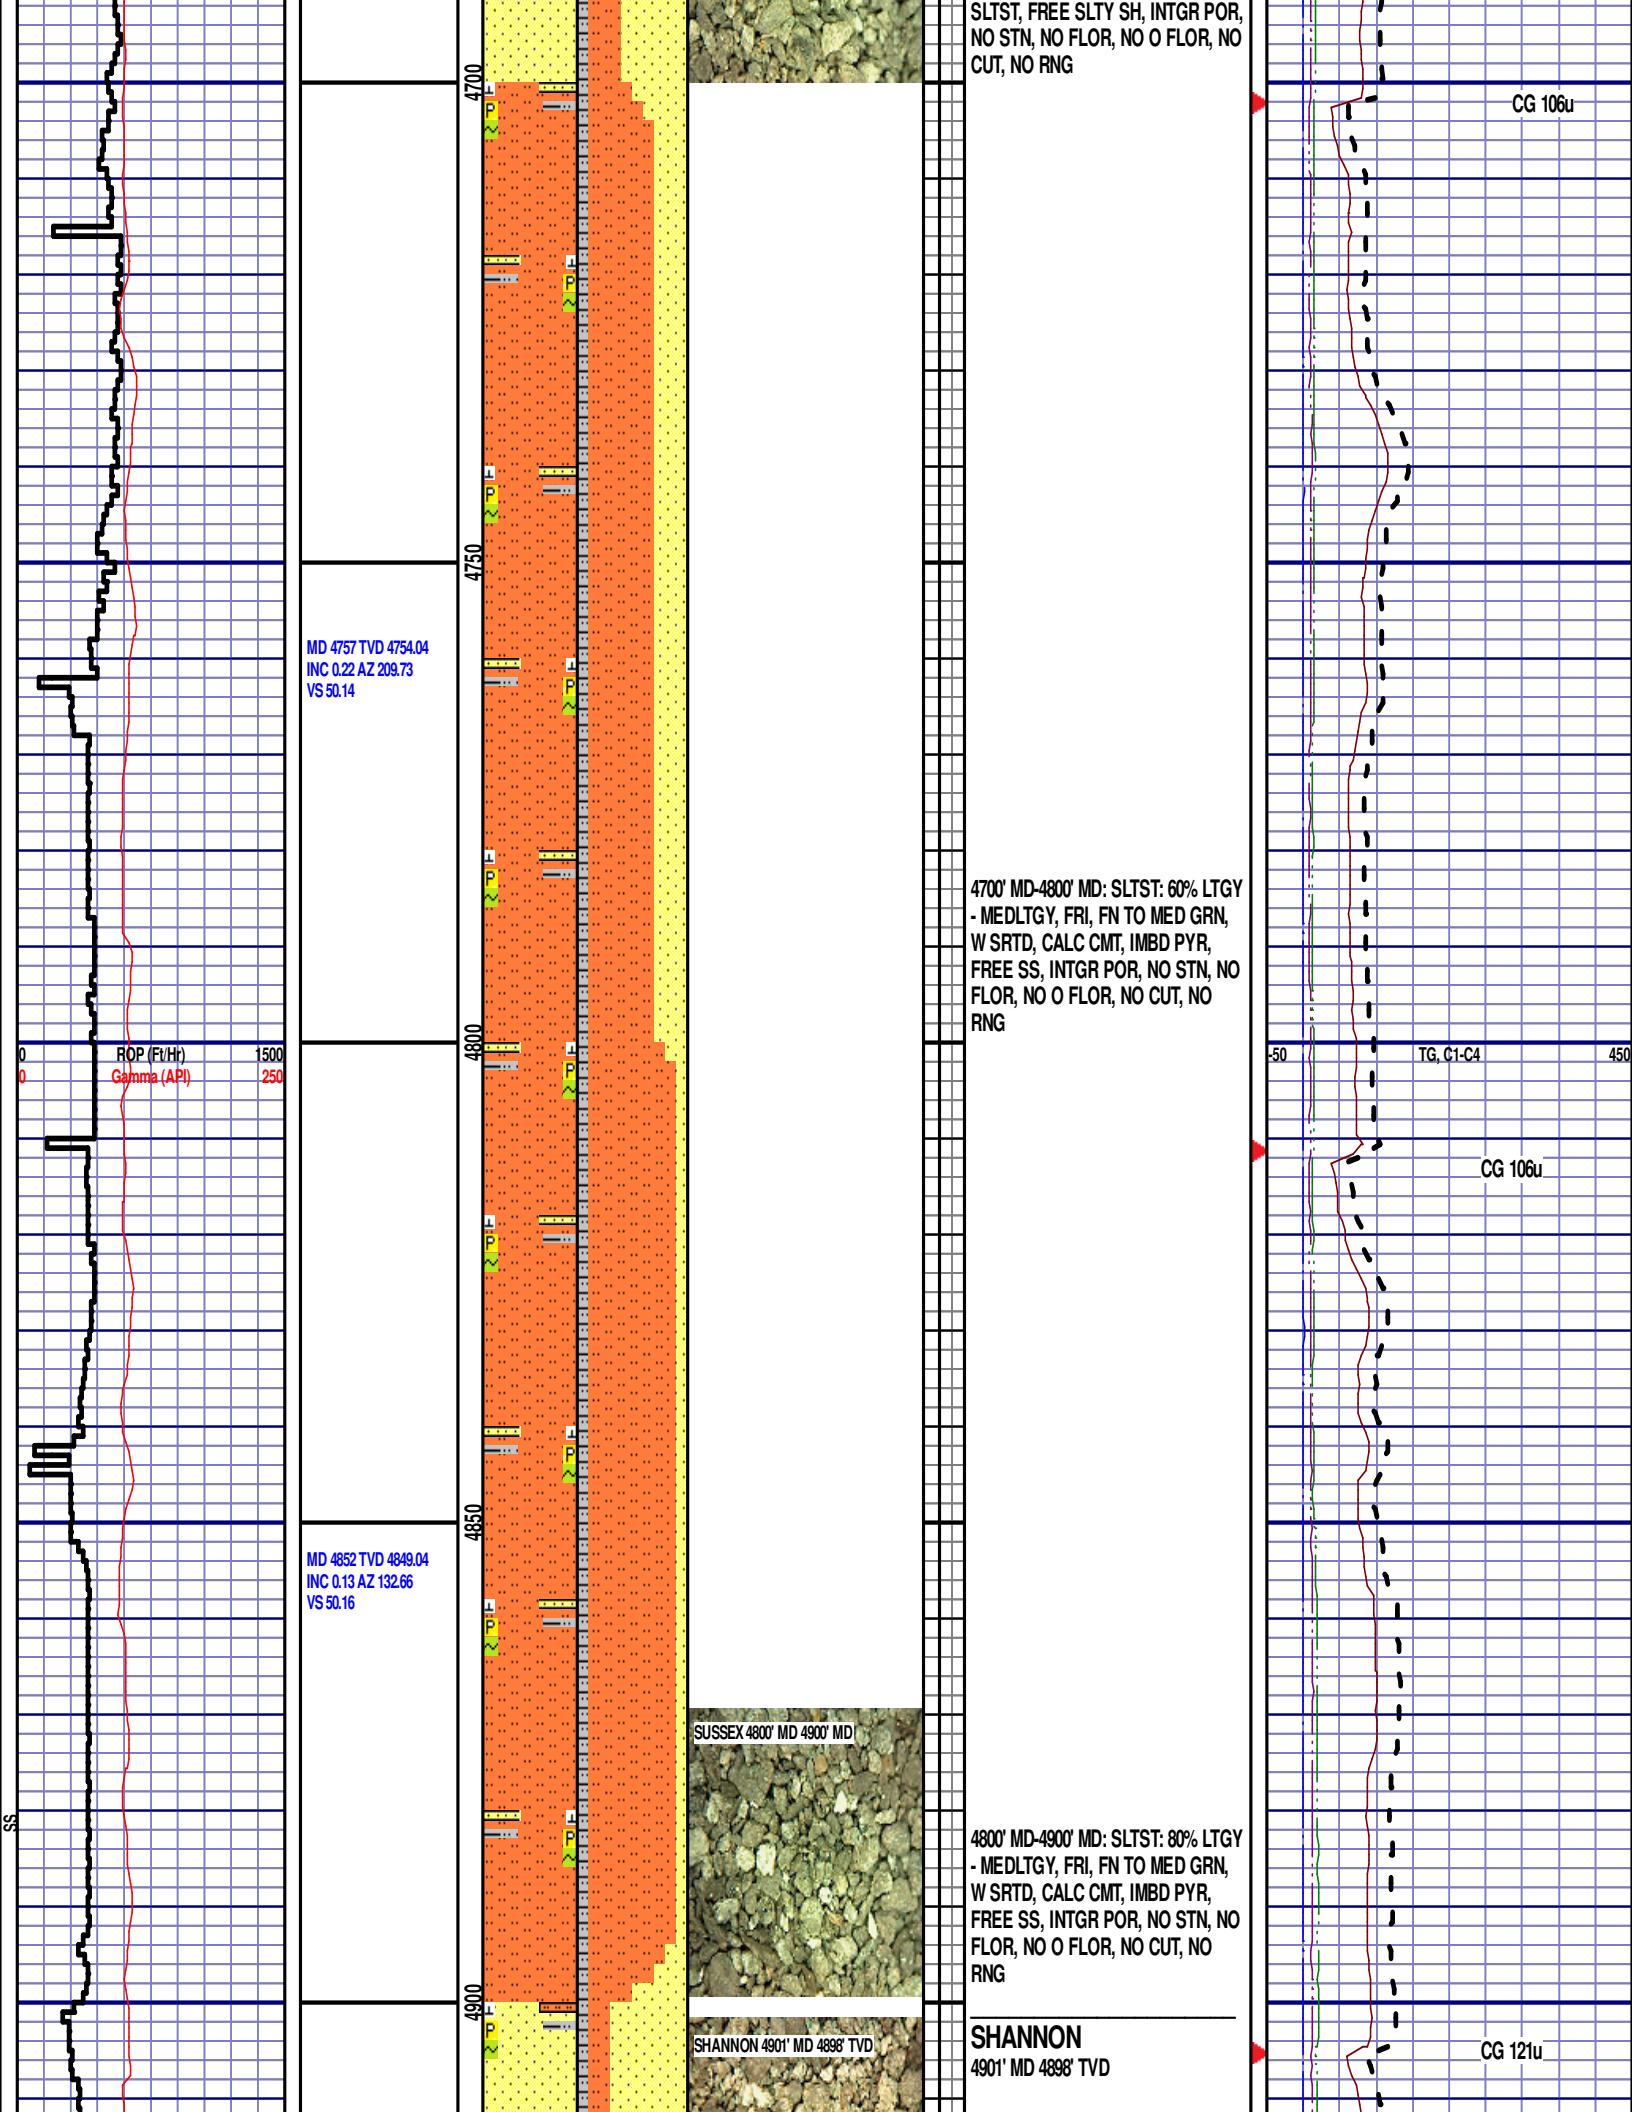 SLTST, FREE SLTY SH, INTGR POR,
NO STN, NO FLOR, NO O FLOR, NO
CUT, NO RNG
4700
CG 106u
P
P
P
4750
MD 4757 TVD 4754.04
INC 0.22 AZ 209.73
VS 50.14
P
P
4700' MD-4800' MD: SLTST: 60% LTGY
- MEDLTGY, FRI, FN TO MED GRN,
W SRTD, CALC CMT, IMBD PYR,
FREE SS, INTGR POR, NO STN, NO
FLOR, NO O FLOR, NO CUT, NO
RNG
4800
0 ROP (Ft/Hr) 1500
0 Gamma (API) 250
-50 TG, C1-C4 450
P
CG 106u
P
P
4850
MD 4852 TVD 4849.04
INC 0.13 AZ 132.66
VS 50.16
P
SUSSEX 4800' MD 4900' MD
SS
P
4800' MD-4900' MD: SLTST: 80% LTGY
- MEDLTGY, FRI, FN TO MED GRN,
W SRTD, CALC CMT, IMBD PYR,
FREE SS, INTGR POR, NO STN, NO
FLOR, NO O FLOR, NO CUT, NO
RNG
4900
P
SHANNON 4901' MD 4898' TVD
SHANNON
4901' MD 4898' TVD
CG 121u